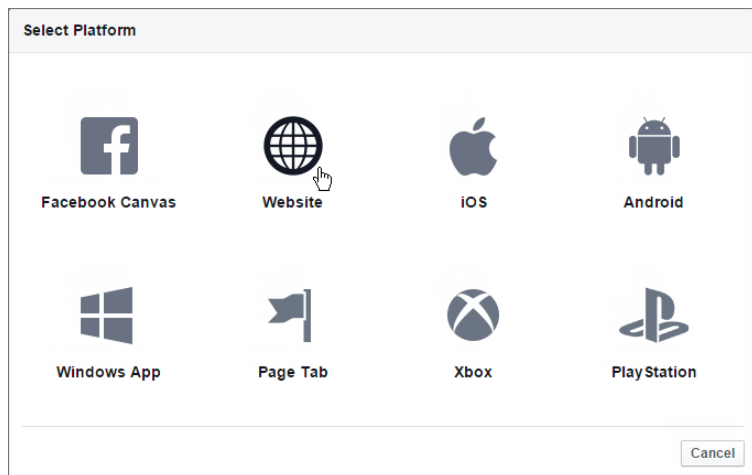 Select Platform
Facebook Canvas Website iOS Android
Windows App Page Tab Xbox PlayStation
Cancel